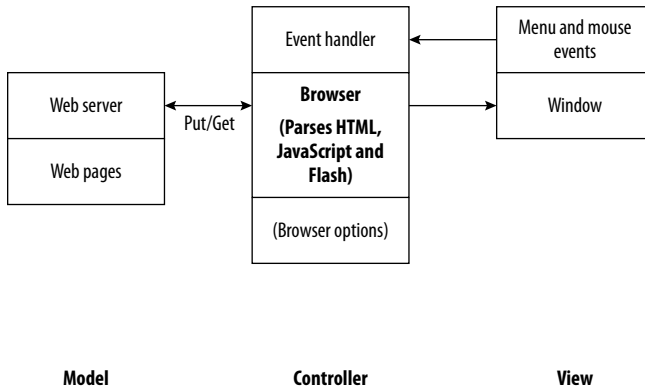 Event handler
Menu and mouse
events
Web server
Put/Get
Browser
(Parses HTML,
JavaScript and
Flash)
Window
Web pages
(Browser options)
Model
Controller
View